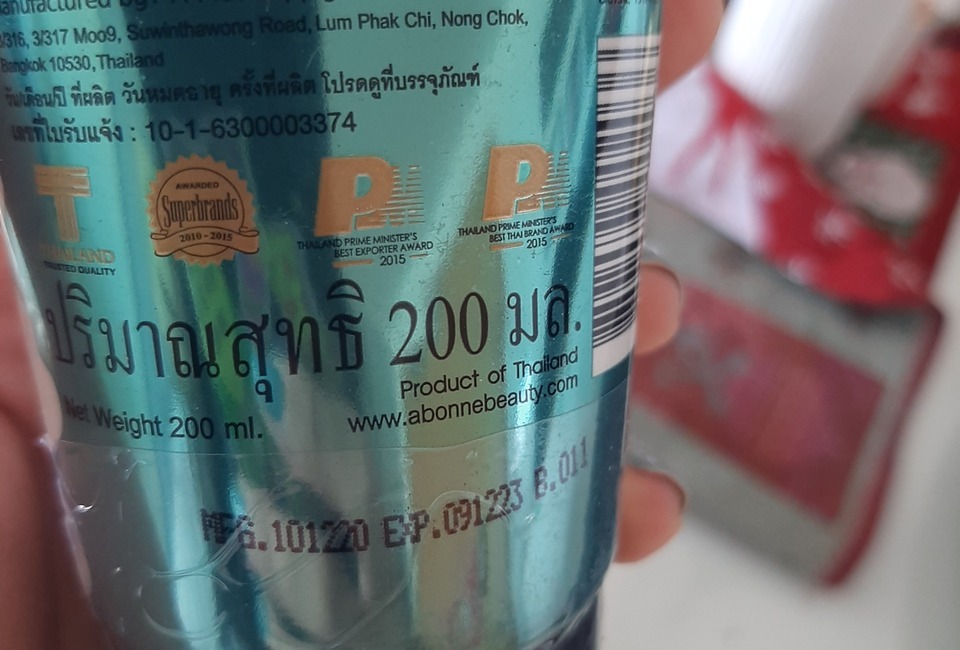 3/317 Moo9, Suwinthawong Road, Lum Phak Chi, Nong Chok,
Bangkok 10530, Thailand
วัน/เดือน/ปี ที่ผลิต วันหมดอายุ ครั้งที่ผลิต โปรดดูที่บรรจุภัณฑ์
เลขที่ใบรับแจ้ง : 10-1-6300003374
T
THAILAND
TRUSTED QUALITY
AWARDED
Superbrands
2010 - 2015
PM
THAILAND PRIME MINISTER'S
BEST EXPORTER AWARD
2015
PM
THAILAND PRIME MINISTER'S
BEST THAI BRAND AWARD
2015
ปริมาณสุทธิ 200 มล.
Net Weight 200 ml.
Product of Thailand
www.abonnebeauty.com
MFG.101220 EXP.091223 B.011